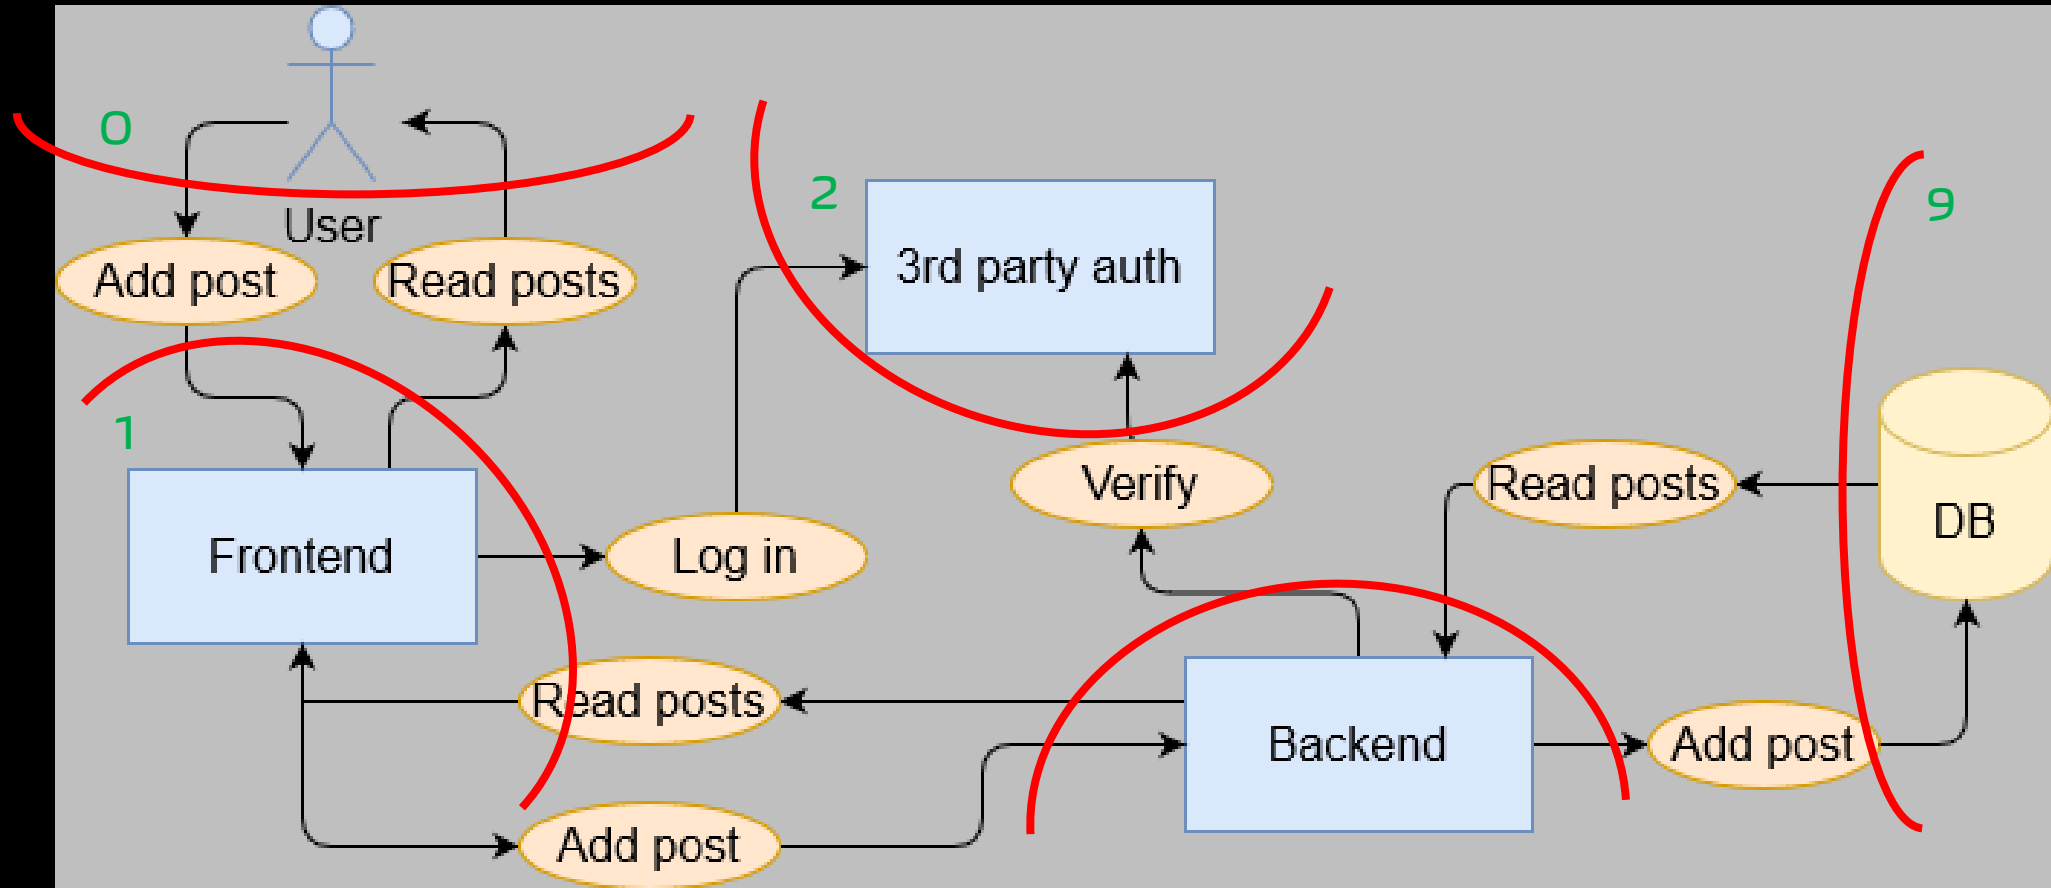 0
User
Add post
Read posts
2
3rd party auth
9
1
Frontend
Log in
Verify
Read posts
DB
Read posts
Backend
Add post
Add post